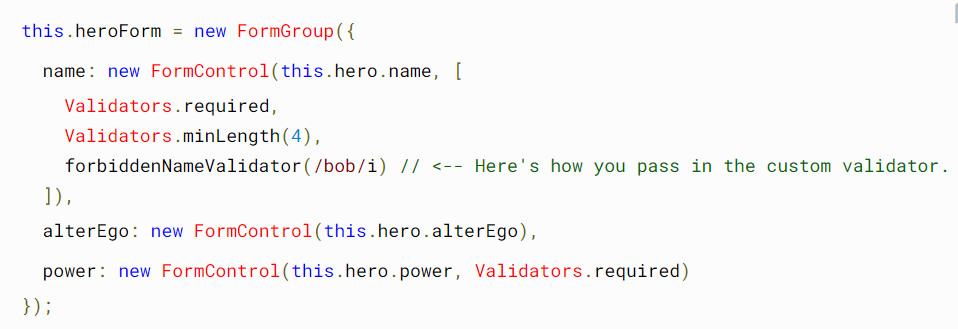 this.heroForm = new FormGroup({
name: new FormControl(this.hero.name, [
Validators.required,
Validators.minLength(4),
forbiddenNameValidator(/bob/i) // <-- Here's how you pass in the custom validator.
]),
alterEgo: new FormControl(this.hero.alterEgo),
power: new FormControl(this.hero.power, Validators.required)
});